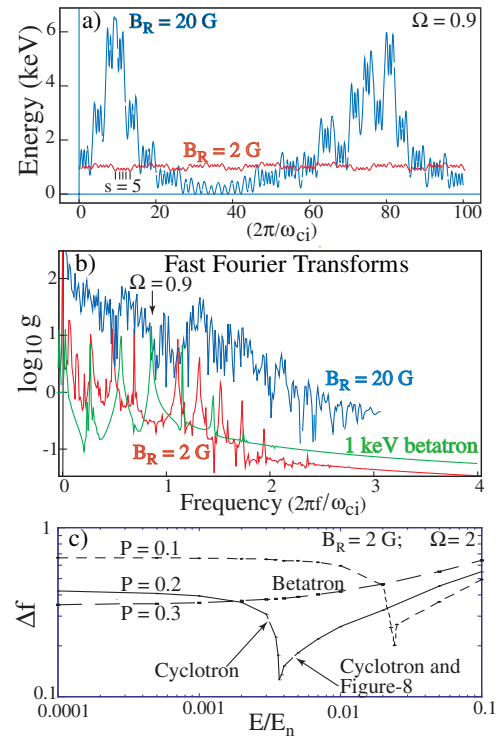 a) B_R = 20 G Ω = 0.9
Energy (keV)
6
4
2
0
B_R = 2 G
s = 5
0 20 40 60 80 100
(2π/ω_ci)
b) Fast Fourier Transforms
Ω = 0.9
log_10 g
2
1
0
-1
B_R = 20 G
B_R = 2 G
1 keV betatron
0 1 2 3 4
Frequency (2πf/ω_ci)
c) B_R = 2 G; Ω = 2
1
Δf
0.1
P = 0.1
P = 0.2
P = 0.3
Betatron
Cyclotron
Cyclotron and
Figure-8
0.0001 0.001 0.01 0.1
E/E_n